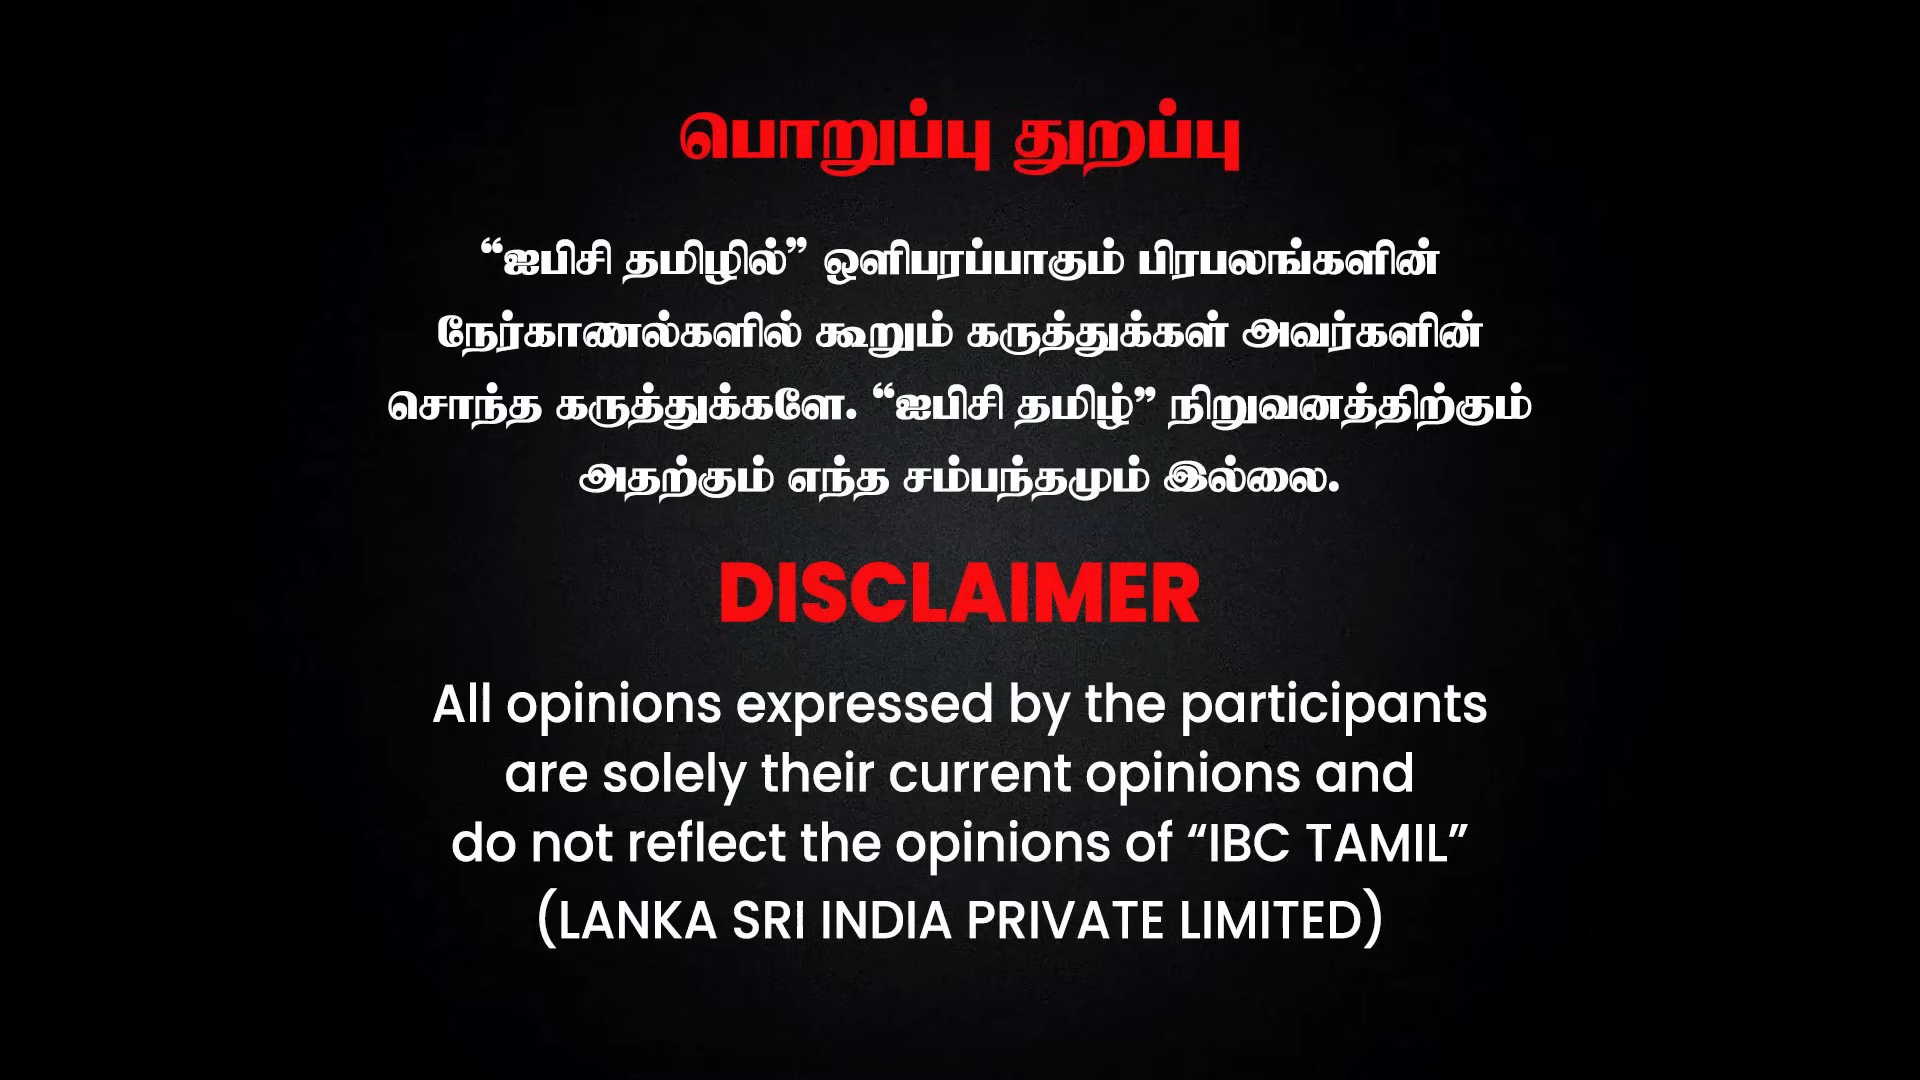 பொறுப்பு துறப்பு
“ஐபிசி தமிழில்” ஒளிபரப்பாகும் பிரபலங்களின்
நேர்காணல்களில் கூறும் கருத்துக்கள் அவர்களின்
சொந்த கருத்துக்களே. “ஐபிசி தமிழ்” நிறுவனத்திற்கும்
அதற்கும் எந்த சம்பந்தமும் இல்லை.
DISCLAIMER
All opinions expressed by the participants
are solely their current opinions and
do not reflect the opinions of “IBC TAMIL”
(LANKA SRI INDIA PRIVATE LIMITED)